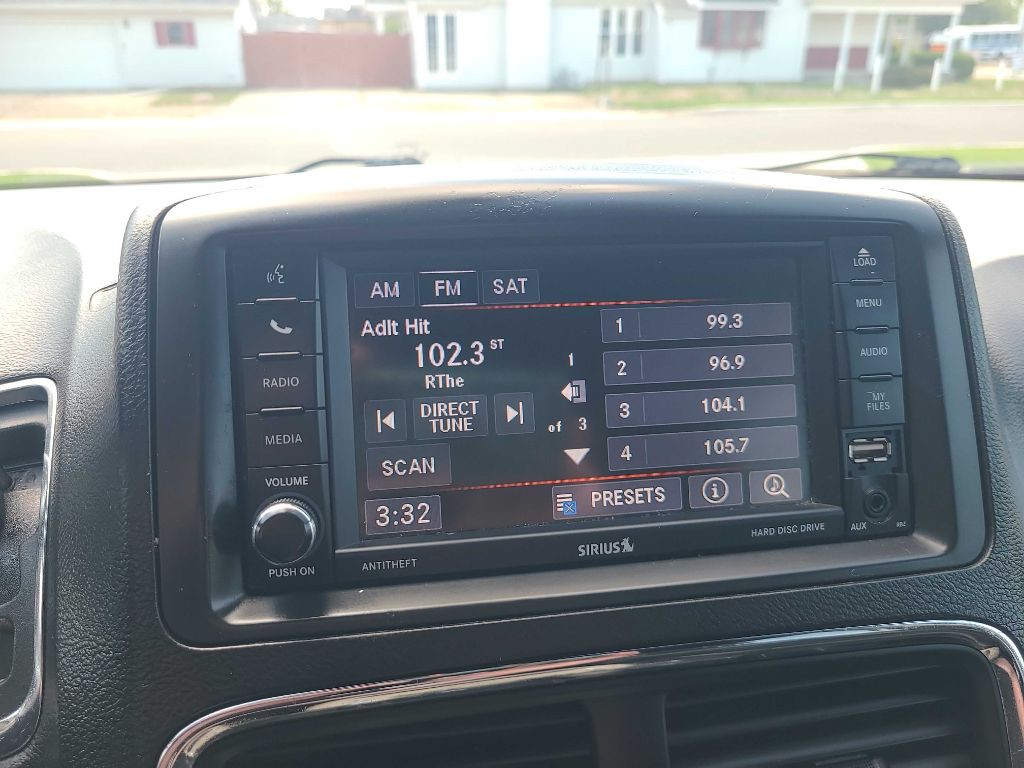 LOAD
AM FM SAT
MENU
Adlt Hit
1 99.3
102.3 ST
RThe
1
2 96.9
AUDIO
RADIO
DIRECT
TUNE
of 3
3 104.1
MY
FILES
MEDIA
SCAN
4 105.7
VOLUME
3:32
PRESETS
PUSH ON
ANTITHEFT
SIRIUS
HARD DISC DRIVE
AUX
RBZ